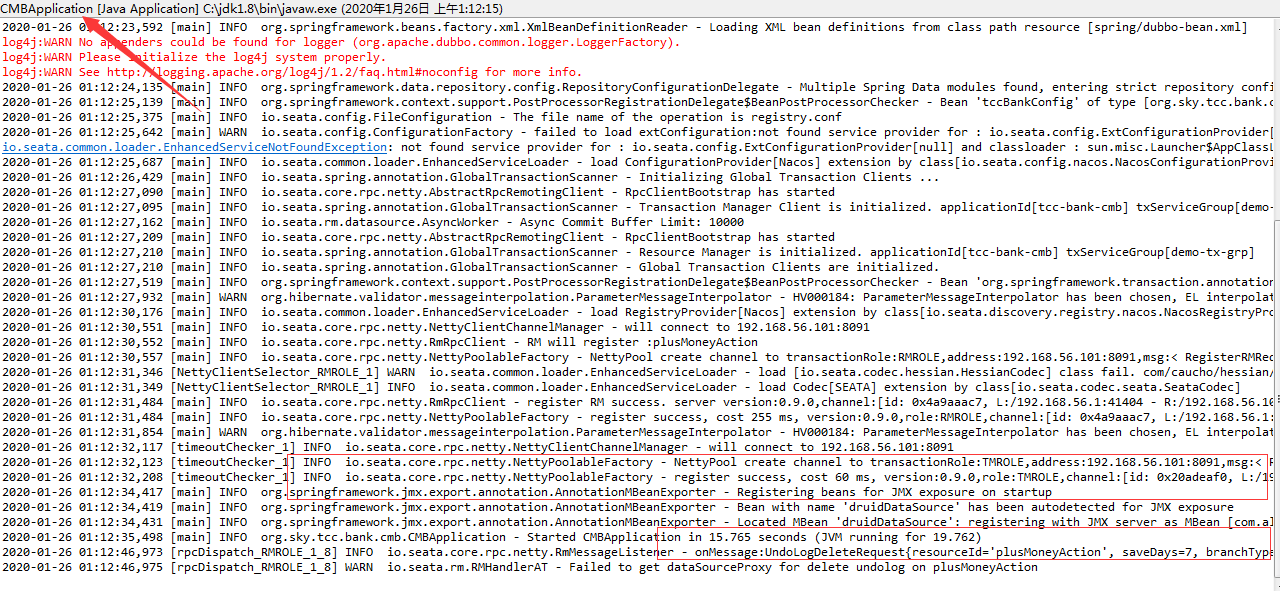 CMBApplication [Java Application] C:\jdk1.8\bin\javaw.exe (2020年1月26日 上午1:12:15)
2020-01-26 01:12:23,592 [main] INFO  org.springframework.beans.factory.xml.XmlBeanDefinitionReader - Loading XML bean definitions from class path resource [spring/dubbo-bean.xml]
log4j:WARN No appenders could be found for logger (org.apache.dubbo.common.logger.LoggerFactory).
log4j:WARN Please initialize the log4j system properly.
log4j:WARN See http://logging.apache.org/log4j/1.2/faq.html#noconfig for more info.
2020-01-26 01:12:24,135 [main] INFO  org.springframework.data.repository.config.RepositoryConfigurationDelegate - Multiple Spring Data modules found, entering strict repository confi
2020-01-26 01:12:25,139 [main] INFO  org.springframework.context.support.PostProcessorRegistrationDelegate$BeanPostProcessorChecker - Bean 'tccBankConfig' of type [org.sky.tcc.bank.c
2020-01-26 01:12:25,375 [main] INFO  io.seata.config.FileConfiguration - The file name of the operation is registry.conf
2020-01-26 01:12:25,642 [main] WARN  io.seata.config.ConfigurationFactory - failed to load extConfiguration:not found service provider for : io.seata.config.ExtConfigurationProvider[
io.seata.common.loader.EnhancedServiceNotFoundException: not found service provider for : io.seata.config.ExtConfigurationProvider[null] and classloader : sun.misc.Launcher$AppClassL
2020-01-26 01:12:25,687 [main] INFO  io.seata.common.loader.EnhancedServiceLoader - load ConfigurationProvider[Nacos] extension by class[io.seata.config.nacos.NacosConfigurationProvi
2020-01-26 01:12:26,429 [main] INFO  io.seata.spring.annotation.GlobalTransactionScanner - Initializing Global Transaction Clients ...
2020-01-26 01:12:27,090 [main] INFO  io.seata.core.rpc.netty.AbstractRpcRemotingClient - RpcClientBootstrap has started
2020-01-26 01:12:27,095 [main] INFO  io.seata.spring.annotation.GlobalTransactionScanner - Transaction Manager Client is initialized. applicationId[tcc-bank-cmb] txServiceGroup[demo-
2020-01-26 01:12:27,162 [main] INFO  io.seata.rm.datasource.AsyncWorker - Async Commit Buffer Limit: 10000
2020-01-26 01:12:27,209 [main] INFO  io.seata.core.rpc.netty.AbstractRpcRemotingClient - RpcClientBootstrap has started
2020-01-26 01:12:27,210 [main] INFO  io.seata.spring.annotation.GlobalTransactionScanner - Resource Manager is initialized. applicationId[tcc-bank-cmb] txServiceGroup[demo-tx-grp]
2020-01-26 01:12:27,210 [main] INFO  io.seata.spring.annotation.GlobalTransactionScanner - Global Transaction Clients are initialized.
2020-01-26 01:12:27,519 [main] INFO  org.springframework.context.support.PostProcessorRegistrationDelegate$BeanPostProcessorChecker - Bean 'org.springframework.transaction.annotation
2020-01-26 01:12:27,932 [main] WARN  org.hibernate.validator.messageinterpolation.ParameterMessageInterpolator - HV000184: ParameterMessageInterpolator has been chosen, EL interpolat
2020-01-26 01:12:30,176 [main] INFO  io.seata.common.loader.EnhancedServiceLoader - load RegistryProvider[Nacos] extension by class[io.seata.discovery.registry.nacos.NacosRegistryPro
2020-01-26 01:12:30,551 [main] INFO  io.seata.core.rpc.netty.NettyClientChannelManager - will connect to 192.168.56.101:8091
2020-01-26 01:12:30,552 [main] INFO  io.seata.core.rpc.netty.RmRpcClient - RM will register :plusMoneyAction
2020-01-26 01:12:30,557 [main] INFO  io.seata.core.rpc.netty.NettyPoolableFactory - NettyPool create channel to transactionRole:RMROLE,address:192.168.56.101:8091,msg:< RegisterRMReq
2020-01-26 01:12:31,346 [NettyClientSelector_RMROLE_1] WARN  io.seata.common.loader.EnhancedServiceLoader - load [io.seata.codec.hessian.HessianCodec] class fail. com/caucho/hessian/
2020-01-26 01:12:31,349 [NettyClientSelector_RMROLE_1] INFO  io.seata.common.loader.EnhancedServiceLoader - load Codec[SEATA] extension by class[io.seata.codec.seata.SeataCodec]
2020-01-26 01:12:31,484 [main] INFO  io.seata.core.rpc.netty.RmRpcClient - register RM success. server version:0.9.0,channel:[id: 0x4a9aaac7, L:/192.168.56.1:41404 - R:/192.168.56.10
2020-01-26 01:12:31,484 [main] INFO  io.seata.core.rpc.netty.NettyPoolableFactory - register success, cost 255 ms, version:0.9.0,role:RMROLE,channel:[id: 0x4a9aaac7, L:/192.168.56.1:
2020-01-26 01:12:31,854 [main] WARN  org.hibernate.validator.messageinterpolation.ParameterMessageInterpolator - HV000184: ParameterMessageInterpolator has been chosen, EL interpolat
2020-01-26 01:12:32,117 [timeoutChecker_1] INFO  io.seata.core.rpc.netty.NettyClientChannelManager - will connect to 192.168.56.101:8091
2020-01-26 01:12:32,123 [timeoutChecker_1] INFO  io.seata.core.rpc.netty.NettyPoolableFactory - NettyPool create channel to transactionRole:TMROLE,address:192.168.56.101:8091,msg:< R
2020-01-26 01:12:32,208 [timeoutChecker_1] INFO  io.seata.core.rpc.netty.NettyPoolableFactory - register success, cost 60 ms, version:0.9.0,role:TMROLE,channel:[id: 0x20adeaf0, L:/19
2020-01-26 01:12:34,417 [main] INFO  org.springframework.jmx.export.annotation.AnnotationMBeanExporter - Registering beans for JMX exposure on startup
2020-01-26 01:12:34,429 [main] INFO  org.springframework.jmx.export.annotation.AnnotationMBeanExporter - Bean with name 'druidDataSource' has been autodetected for JMX exposure
2020-01-26 01:12:34,431 [main] INFO  org.springframework.jmx.export.annotation.AnnotationMBeanExporter - Located MBean 'druidDataSource': registering with JMX server as MBean [com.al
2020-01-26 01:12:35,498 [main] INFO  org.sky.tcc.bank.cmb.CMBApplication - Started CMBApplication in 15.765 seconds (JVM running for 19.762)
2020-01-26 01:12:46,973 [rpcDispatch_RMROLE_1_8] INFO  io.seata.core.rpc.netty.RmMessageListener - onMessage:UndoLogDeleteRequest{resourceId='plusMoneyAction', saveDays=7, branchType
2020-01-26 01:12:46,975 [rpcDispatch_RMROLE_1_8] WARN  io.seata.rm.RMHandlerAT - Failed to get dataSourceProxy for delete undolog on plusMoneyAction